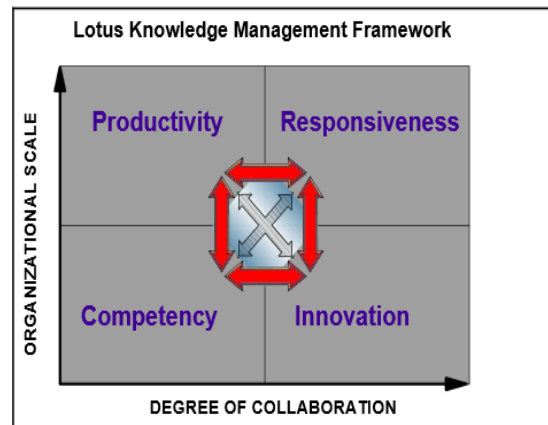 Lotus Knowledge Management Framework
ORGANIZATIONAL SCALE
Productivity
Responsiveness
Competency
Innovation
DEGREE OF COLLABORATION